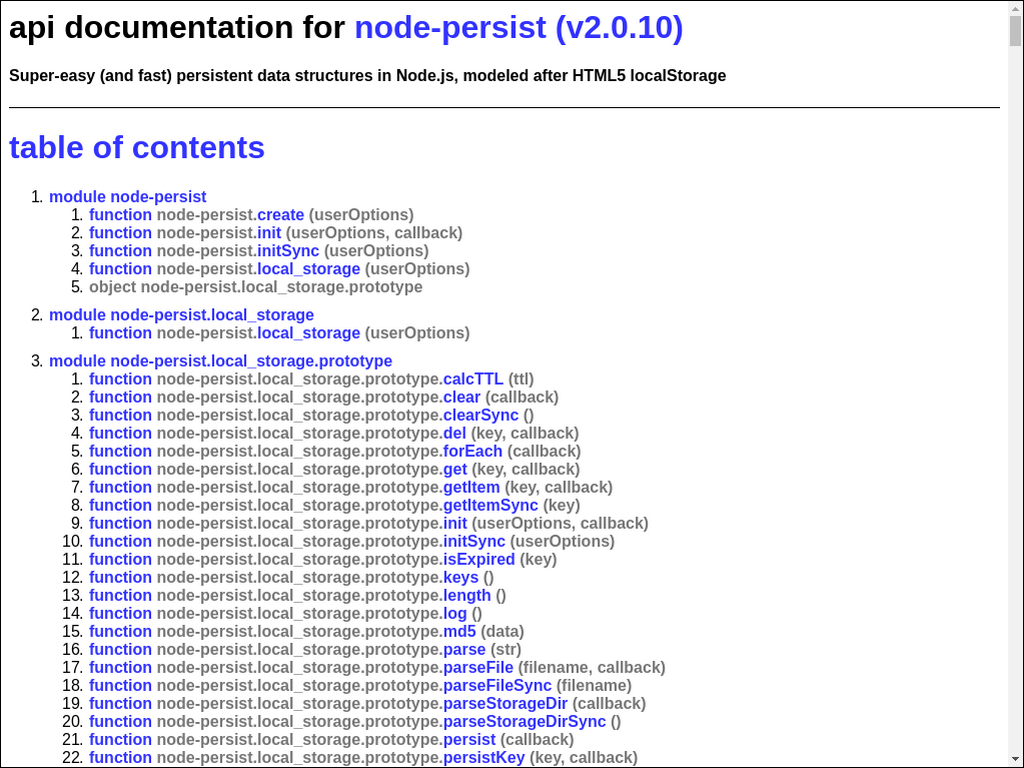 api documentation for node-persist (v2.0.10)
Super-easy (and fast) persistent data structures in Node.js, modeled after HTML5 localStorage
table of contents
1. module node-persist
1. function node-persist.create (userOptions)
2. function node-persist.init (userOptions, callback)
3. function node-persist.initSync (userOptions)
4. function node-persist.local_storage (userOptions)
5. object node-persist.local_storage.prototype
2. module node-persist.local_storage
1. function node-persist.local_storage (userOptions)
3. module node-persist.local_storage.prototype
1. function node-persist.local_storage.prototype.calcTTL (ttl)
2. function node-persist.local_storage.prototype.clear (callback)
3. function node-persist.local_storage.prototype.clearSync ()
4. function node-persist.local_storage.prototype.del (key, callback)
5. function node-persist.local_storage.prototype.forEach (callback)
6. function node-persist.local_storage.prototype.get (key, callback)
7. function node-persist.local_storage.prototype.getItem (key, callback)
8. function node-persist.local_storage.prototype.getItemSync (key)
9. function node-persist.local_storage.prototype.init (userOptions, callback)
10. function node-persist.local_storage.prototype.initSync (userOptions)
11. function node-persist.local_storage.prototype.isExpired (key)
12. function node-persist.local_storage.prototype.keys ()
13. function node-persist.local_storage.prototype.length ()
14. function node-persist.local_storage.prototype.log ()
15. function node-persist.local_storage.prototype.md5 (data)
16. function node-persist.local_storage.prototype.parse (str)
17. function node-persist.local_storage.prototype.parseFile (filename, callback)
18. function node-persist.local_storage.prototype.parseFileSync (filename)
19. function node-persist.local_storage.prototype.parseStorageDir (callback)
20. function node-persist.local_storage.prototype.parseStorageDirSync ()
21. function node-persist.local_storage.prototype.persist (callback)
22. function node-persist.local_storage.prototype.persistKey (key, callback)